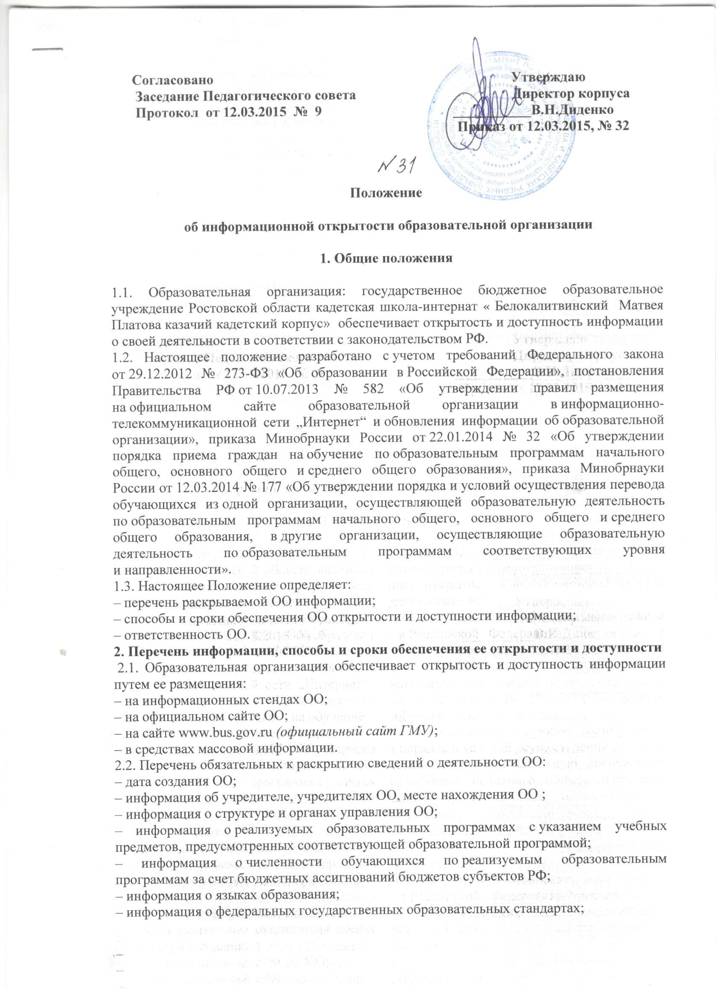 Согласовано
Заседание Педагогического совета
Протокол от 12.03.2015 № 9
Утверждаю
Директор корпуса
В.Н.Диденко
Приказ от 12.03.2015, № 32
N 31
Положение
об информационной открытости образовательной организации
1. Общие положения
1.1. Образовательная организация: государственное бюджетное образовательное
учреждение Ростовской области кадетская школа-интернат « Белокалитвинский Матвея
Платова казачий кадетский корпус» обеспечивает открытость и доступность информации
о своей деятельности в соответствии с законодательством РФ.
1.2. Настоящее положение разработано с учетом требований Федерального закона
от 29.12.2012 № 273-ФЗ «Об образовании в Российской Федерации», постановления
Правительства РФ от 10.07.2013 № 582 «Об утверждении правил размещения
на официальном сайте образовательной организации в информационно-
телекоммуникационной сети „Интернет“ и обновления информации об образовательной
организации», приказа Минобрнауки России от 22.01.2014 № 32 «Об утверждении
порядка приема граждан на обучение по образовательным программам начального
общего, основного общего и среднего общего образования», приказа Минобрнауки
России от 12.03.2014 № 177 «Об утверждении порядка и условий осуществления перевода
обучающихся из одной организации, осуществляющей образовательную деятельность
по образовательным программам начального общего, основного общего и среднего
общего образования, в другие организации, осуществляющие образовательную
деятельность по образовательным программам соответствующих уровня
и направленности».
1.3. Настоящее Положение определяет:
– перечень раскрываемой ОО информации;
– способы и сроки обеспечения ОО открытости и доступности информации;
– ответственность ОО.
2. Перечень информации, способы и сроки обеспечения ее открытости и доступности
2.1. Образовательная организация обеспечивает открытость и доступность информации
путем ее размещения:
– на информационных стендах ОО;
– на официальном сайте ОО;
– на сайте www.bus.gov.ru (официальный сайт ГМУ);
– в средствах массовой информации.
2.2. Перечень обязательных к раскрытию сведений о деятельности ОО:
– дата создания ОО;
– информация об учредителе, учредителях ОО, месте нахождения ОО ;
– информация о структуре и органах управления ОО;
– информация о реализуемых образовательных программах с указанием учебных
предметов, предусмотренных соответствующей образовательной программой;
– информация о численности обучающихся по реализуемым образовательным
программам за счет бюджетных ассигнований бюджетов субъектов РФ;
– информация о языках образования;
– информация о федеральных государственных образовательных стандартах;